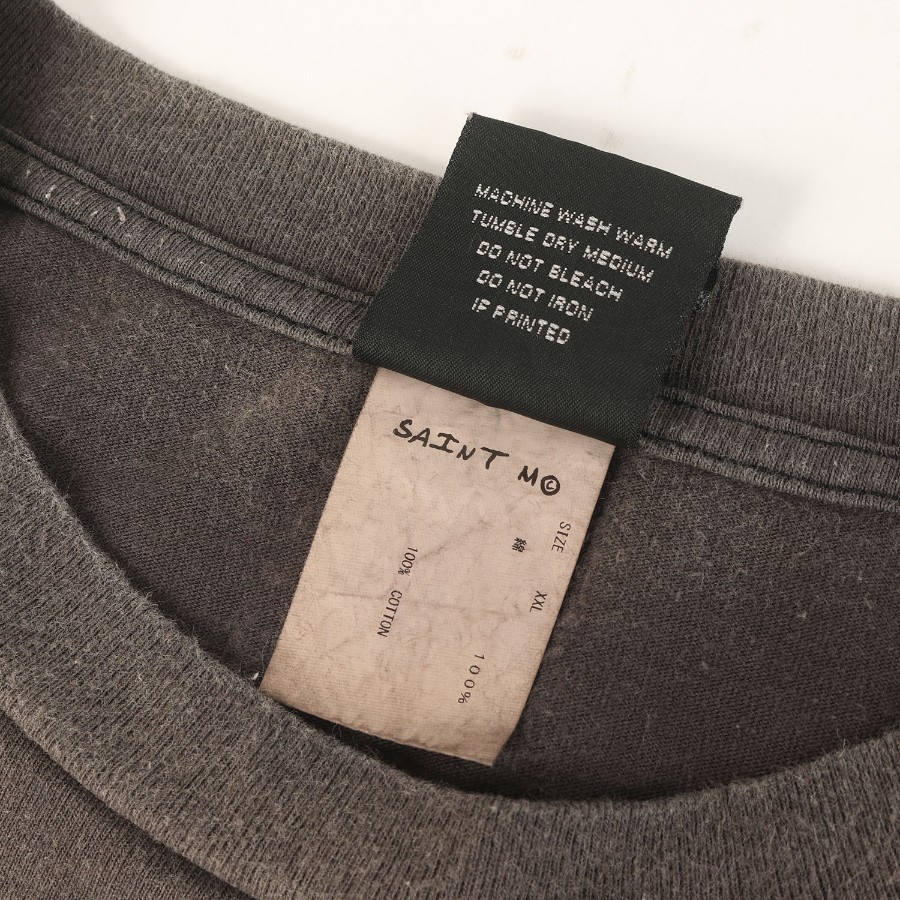 MACHINE WASH WARM
TUMBLE DRY MEDIUM
DO NOT BLEACH
DO NOT IRON
IF PRINTED
SAINT M©
SIZE XXL
綿 100%
100% COTTON